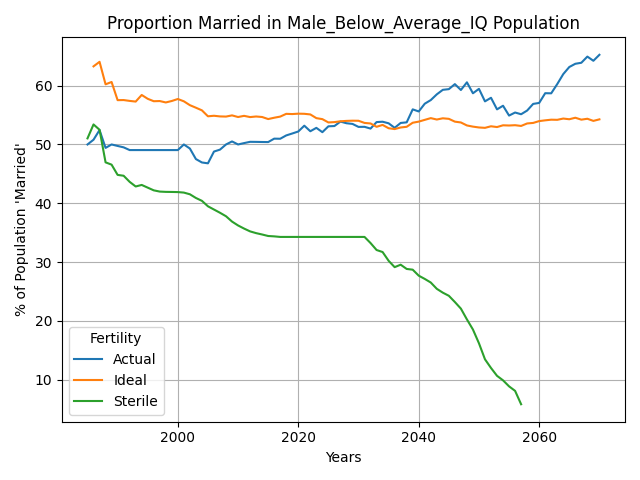 Proportion Married in Male_Below_Average_IQ Population
% of Population 'Married'
60
50
40
30
20
10
Fertility
Actual
Ideal
Sterile
2000
2020
2040
2060
Years